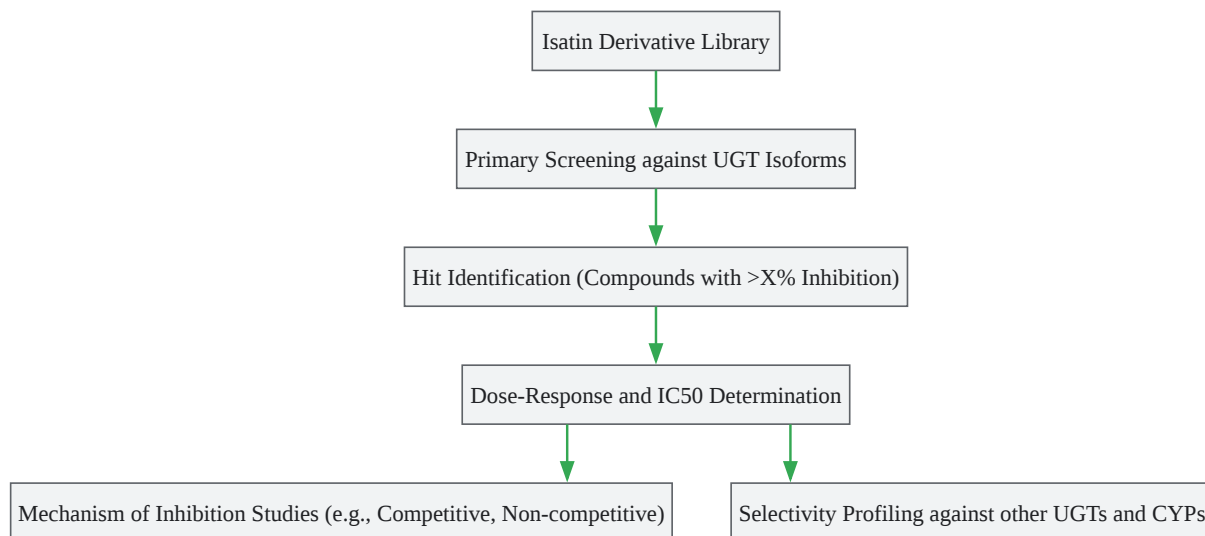 Isatin Derivative Library
Primary Screening against UGT Isoforms
Hit Identification (Compounds with >X% Inhibition)
Dose-Response and IC50 Determination
Mechanism of Inhibition Studies (e.g., Competitive, Non-competitive)
Selectivity Profiling against other UGTs and CYPs